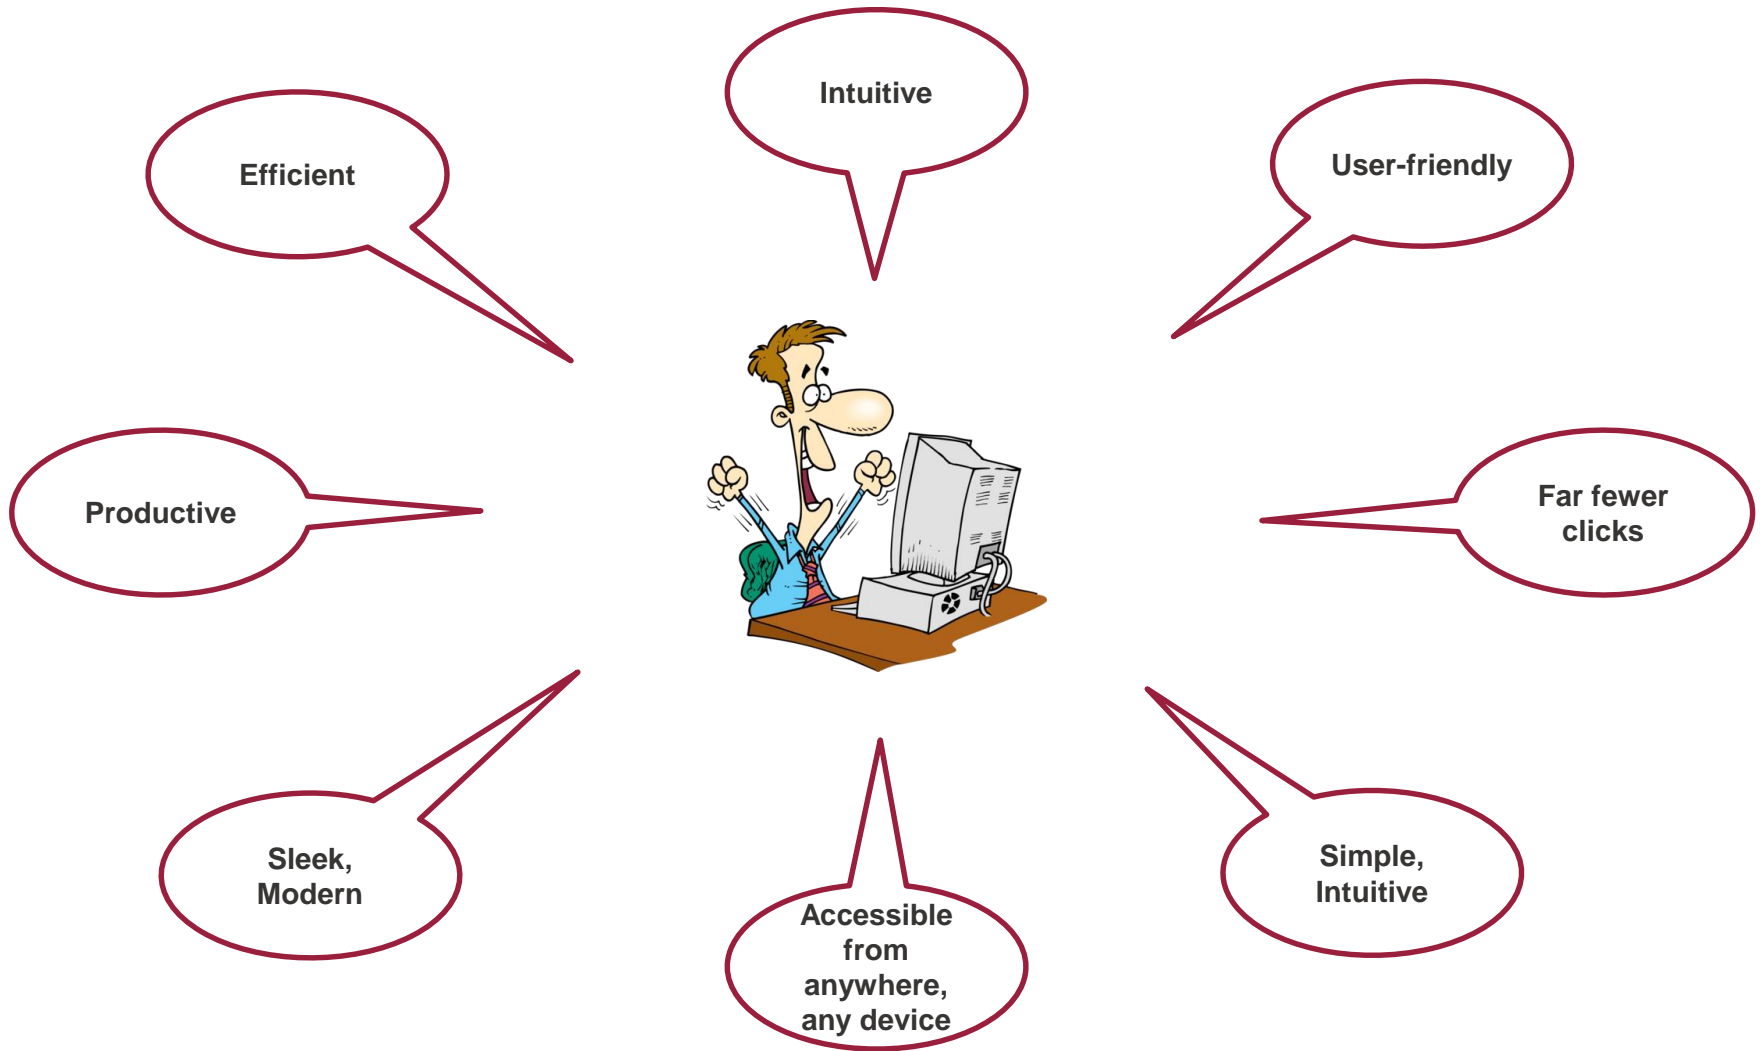 Intuitive
Efficient
User-friendly
Productive
Far fewer
clicks
Sleek,
Modern
Simple,
Intuitive
Accessible
from
anywhere,
any device